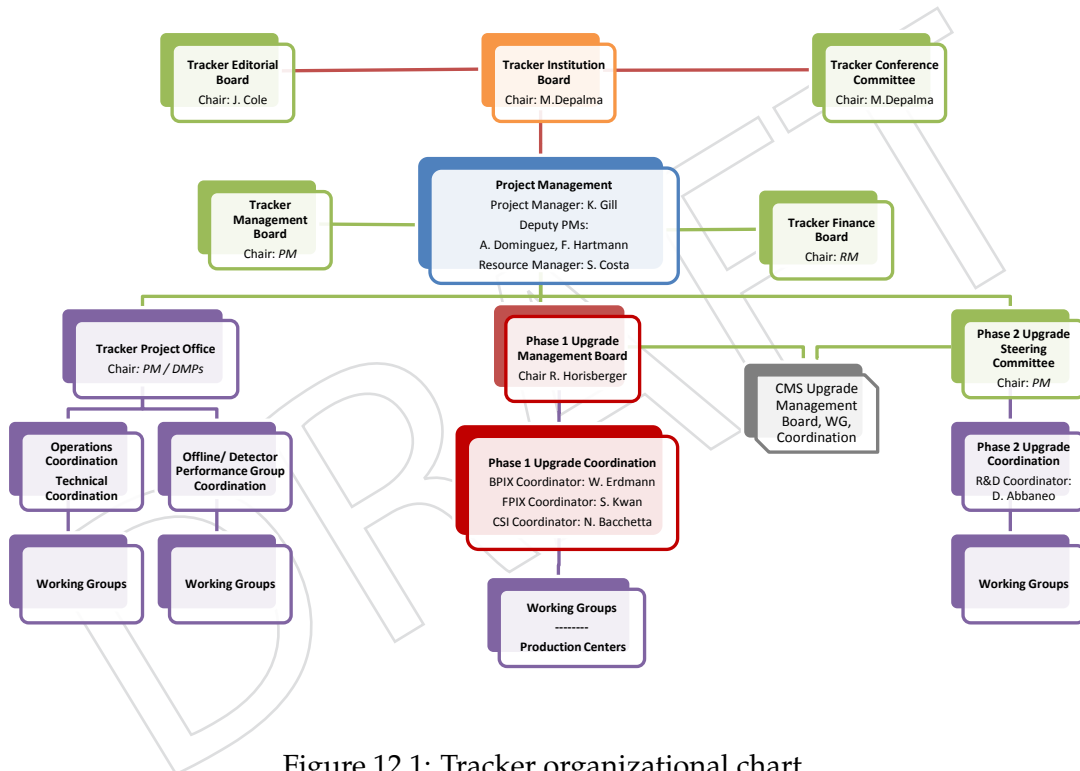 Tracker Editorial
Board
Chair: J. Cole
Tracker Institution
Board
Chair: M.Depalma
Tracker Conference
Committee
Chair: M.Depalma
Project Management
Project Manager: K. Gill
Deputy PMs:
A. Dominguez, F. Hartmann
Resource Manager: S. Costa
Tracker
Management
Board
Chair: PM
Tracker Finance
Board
Chair: RM
Tracker Project Office
Chair: PM / DMPs
Phase 1 Upgrade
Management Board
Chair R. Horisberger
Phase 2 Upgrade
Steering
Committee
Chair: PM
CMS Upgrade
Management
Board, WG,
Coordination
Operations
Coordination
Technical
Coordination
Offline/ Detector
Performance Group
Coordination
Phase 1 Upgrade Coordination
BPIX Coordinator: W. Erdmann
FPIX Coordinator: S. Kwan
CSI Coordinator: N. Bacchetta
Phase 2 Upgrade
Coordination
R&D Coordinator:
D. Abbaneo
Working Groups
Working Groups
Working Groups
--------
Production Centers
Working Groups
DRAFT
Figure 12.1: Tracker organizational chart